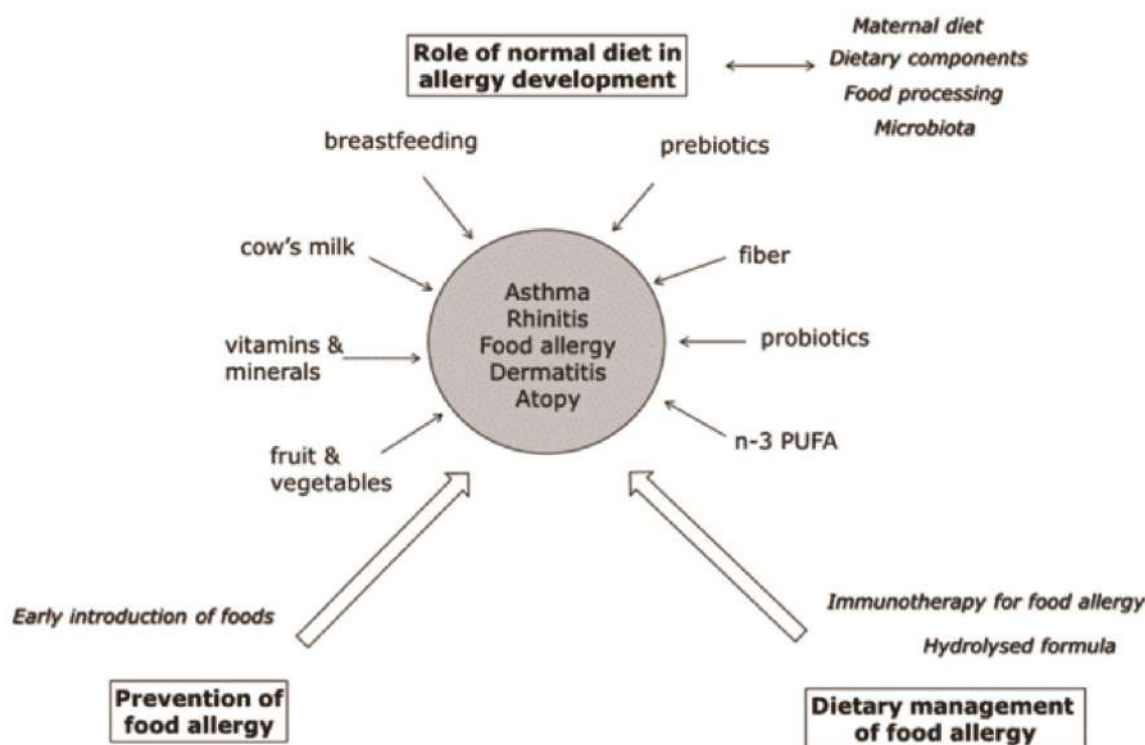 Role of normal diet in
allergy development
Maternal diet
Dietary components
Food processing
Microbiota
breastfeeding
prebiotics
cow's milk
fiber
vitamins &
minerals
probiotics
fruit &
vegetables
n-3 PUFA
Asthma
Rhinitis
Food allergy
Dermatitis
Atopy
Early introduction of foods
Immunotherapy for food allergy
Hydrolysed formula
Prevention of
food allergy
Dietary management
of food allergy